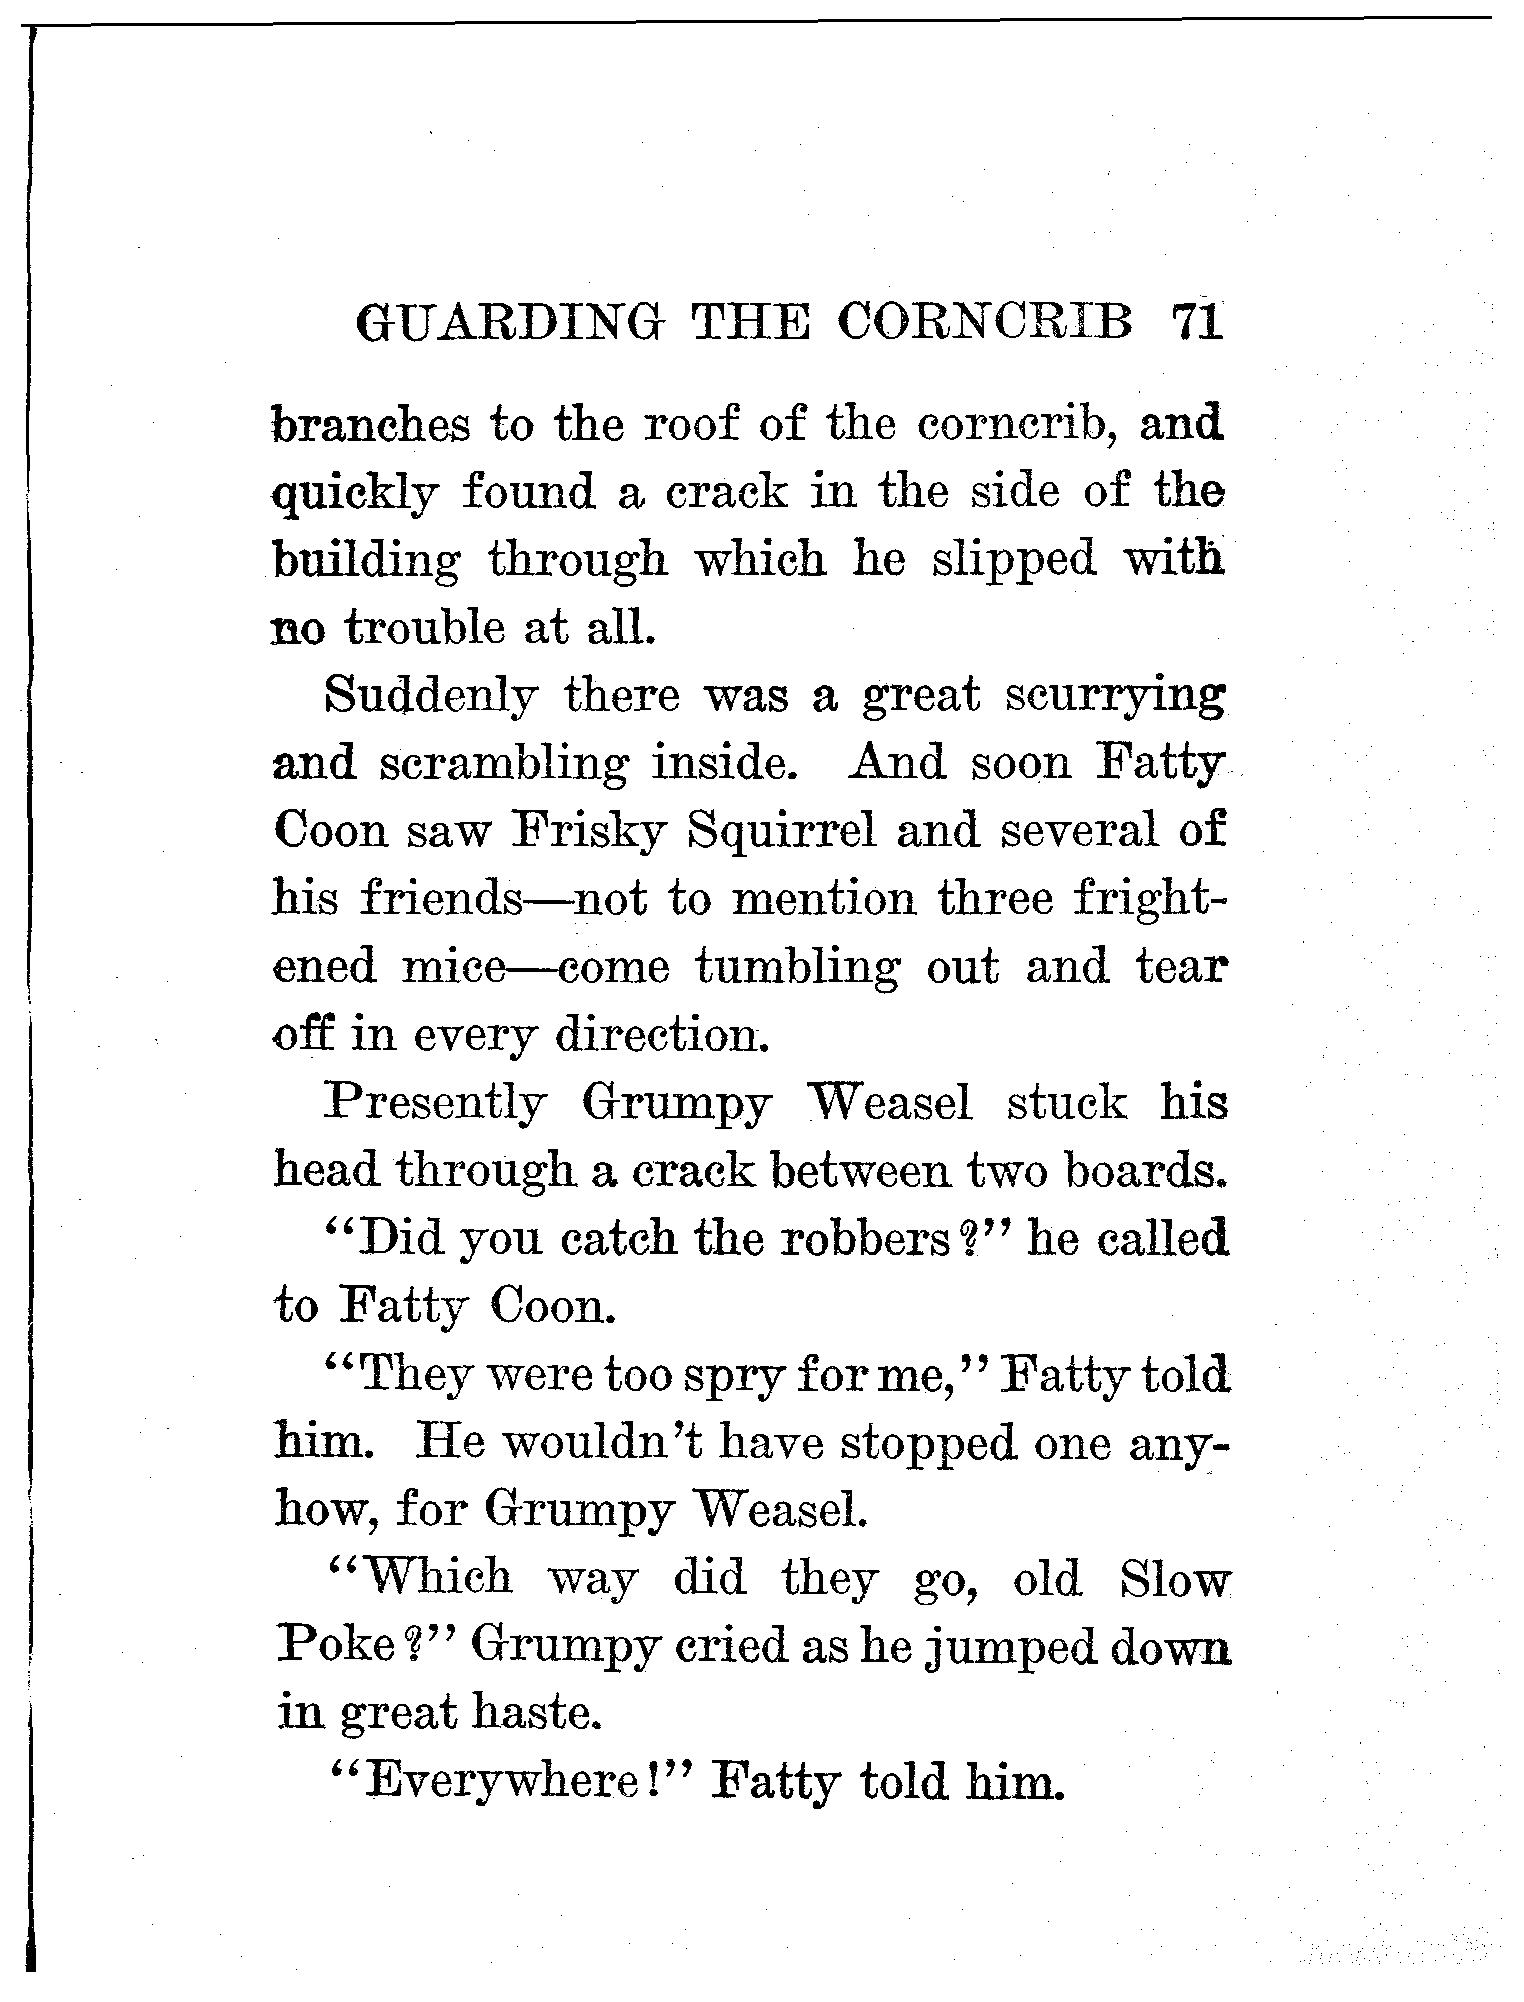 GUARDING THE CORNCRIB 71
branches to the roof of the corncrib, and
quickly found a crack in the side of the
building through which he slipped with
no trouble at all.
Suddenly there was a great scurrying
and scrambling inside. And soon Fatty
Coon saw Frisky Squirrel and several of
his friends—not to mention three fright-
ened mice—come tumbling out and tear
off in every direction.
Presently Grumpy Weasel stuck his
head through a crack between two boards.
“Did you catch the robbers?” he called
to Fatty Coon.
“They were too spry for me,” Fatty told
him. He wouldn’t have stopped one any-
how, for Grumpy Weasel.
“Which way did they go, old Slow
Poke?” Grumpy cried as he jumped down
in great haste.
“Everywhere!” Fatty told him.